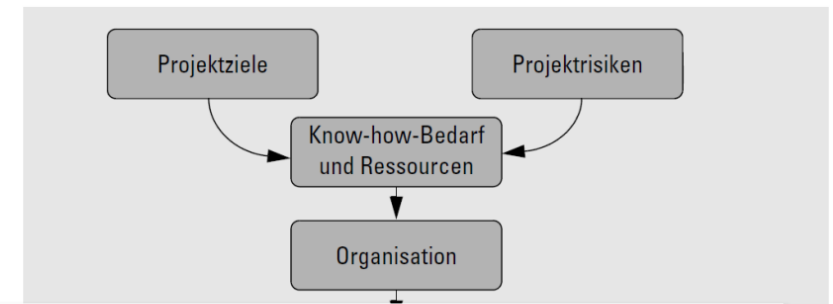 Projektziele
Projektrisiken
Know-how-Bedarf
und Ressourcen
Organisation